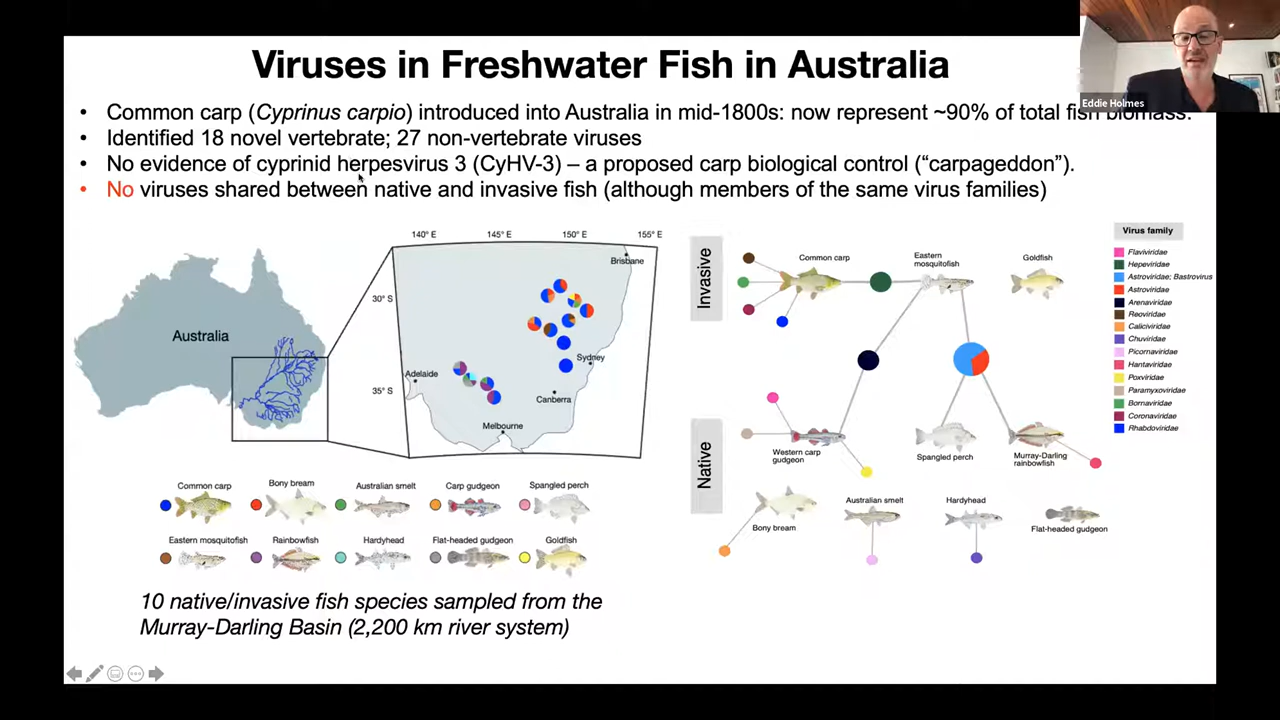 Viruses in Freshwater Fish in Australia
Eddie Holmes
• Common carp (Cyprinus carpio) introduced into Australia in mid-1800s: now represent ~90% of total fish biomass.
• Identified 18 novel vertebrate; 27 non-vertebrate viruses
• No evidence of cyprinid herpesvirus 3 (CyHV-3) – a proposed carp biological control (“carpageddon”).
• No viruses shared between native and invasive fish (although members of the same virus families)
140° E 145° E 150° E 155° E
30° S
35° S
Australia
Brisbane
Sydney
Adelaide
Canberra
Melbourne
Common carp
Bony bream
Australian smelt
Carp gudgeon
Spangled perch
Eastern mosquitofish
Rainbowfish
Hardyhead
Flat-headed gudgeon
Goldfish
10 native/invasive fish species sampled from the
Murray-Darling Basin (2,200 km river system)
Invasive
Common carp
Eastern
mosquitofish
Goldfish
Native
Western carp
gudgeon
Spangled perch
Murray-Darling
rainbowfish
Bony bream
Australian smelt
Hardyhead
Flat-headed gudgeon
Virus family
Flaviviridae
Hepeviridae
Astroviridae; Bastrovirus
Astroviridae
Arenaviridae
Reoviridae
Caliciviridae
Chuviridae
Picornaviridae
Hantaviridae
Poxviridae
Paramyxoviridae
Bornaviridae
Coronaviridae
Rhabdoviridae